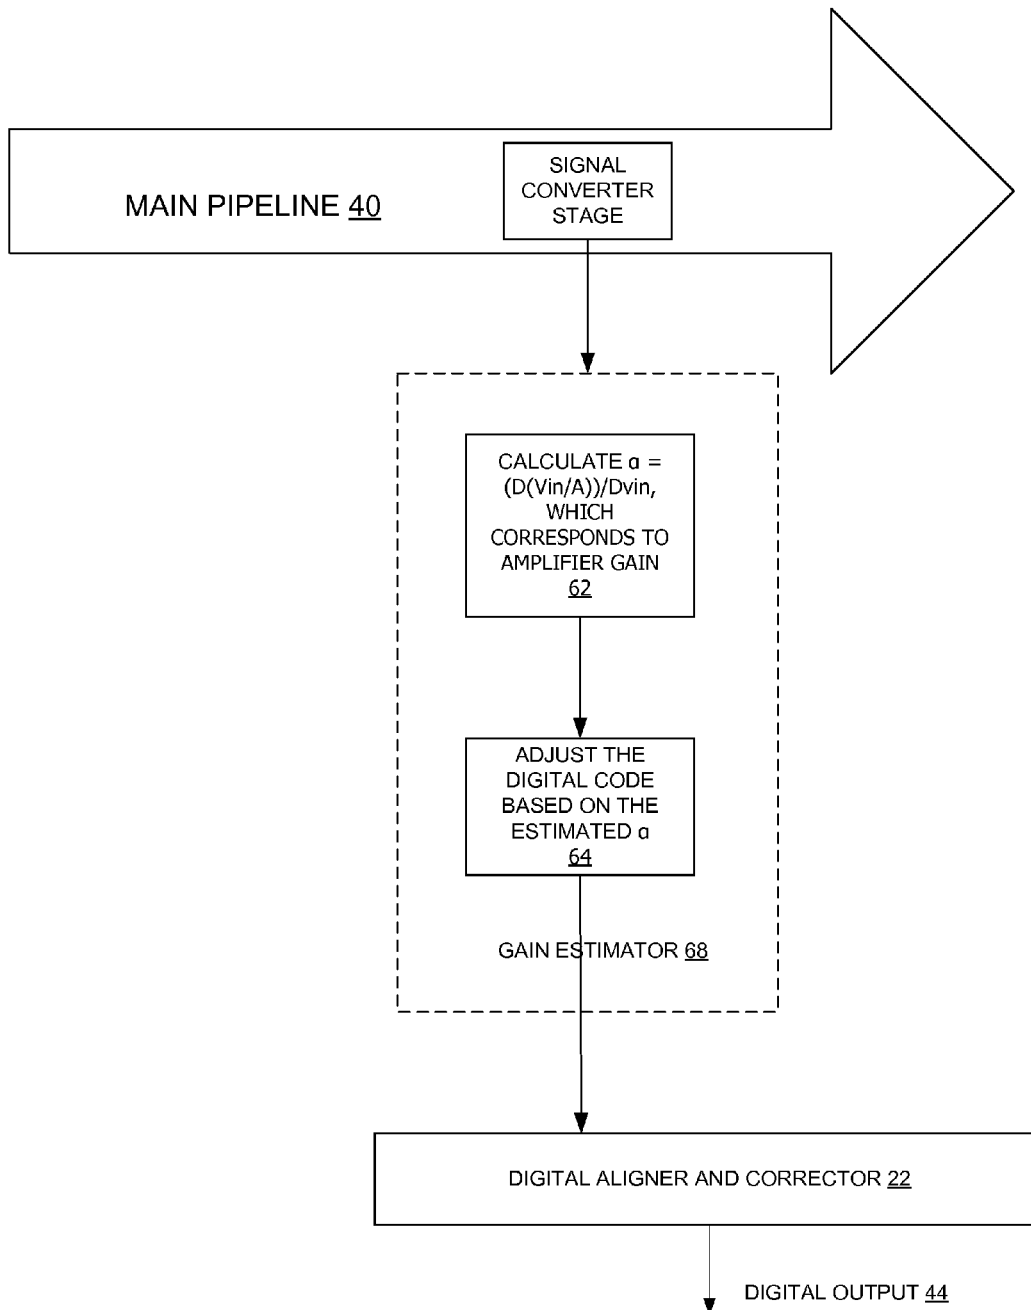 SIGNAL
CONVERTER
STAGE
MAIN PIPELINE 40
CALCULATE α =
(D(Vin/A))/Dvin,
WHICH
CORRESPONDS TO
AMPLIFIER GAIN
62
ADJUST THE
DIGITAL CODE
BASED ON THE
ESTIMATED α
64
GAIN ESTIMATOR 68
DIGITAL ALIGNER AND CORRECTOR 22
DIGITAL OUTPUT 44